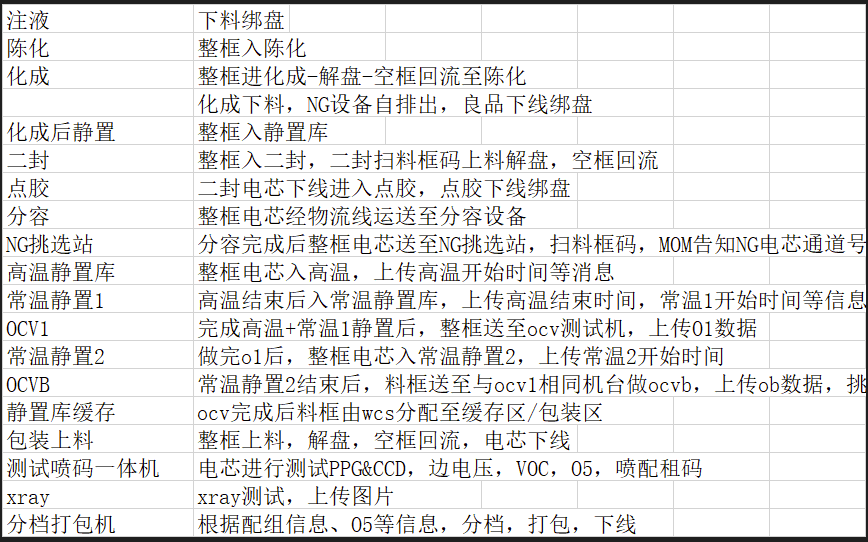 注液 下料绑盘
陈化 整框入陈化
化成 整框进化成-解盘-空框回流至陈化
化成下料，NG设备自排出，良品下线绑盘
化成后静置 整框入静置库
二封 整框入二封，二封扫料框码上料解盘，空框回流
点胶 二封电芯下线进入点胶，点胶下线绑盘
分容 整框电芯经物流线运送至分容设备
NG挑选站 分容完成后整框电芯送至NG挑选站，扫料框码，MOM告知NG电芯通道号
高温静置库 整框电芯入高温，上传高温开始时间等消息
常温静置1 高温结束后入常温静置库，上传高温结束时间，常温1开始时间等信息
OCV1 完成高温+常温1静置后，整框送至ocv测试机，上传O1数据
常温静置2 做完o1后，整框电芯入常温静置2，上传常温2开始时间
OCVB 常温静置2结束后，料框送至与ocv1相同机台做ocvb，上传ob数据，挑
静置库缓存 ocv完成后料框由wcs分配至缓存区/包装区
包装上料 整框上料，解盘，空框回流，电芯下线
测试喷码一体机 电芯进行测试PPG&CCD，边电压，VOC，O5，喷配租码
xray xray测试，上传图片
分档打包机 根据配组信息、O5等信息，分档，打包，下线